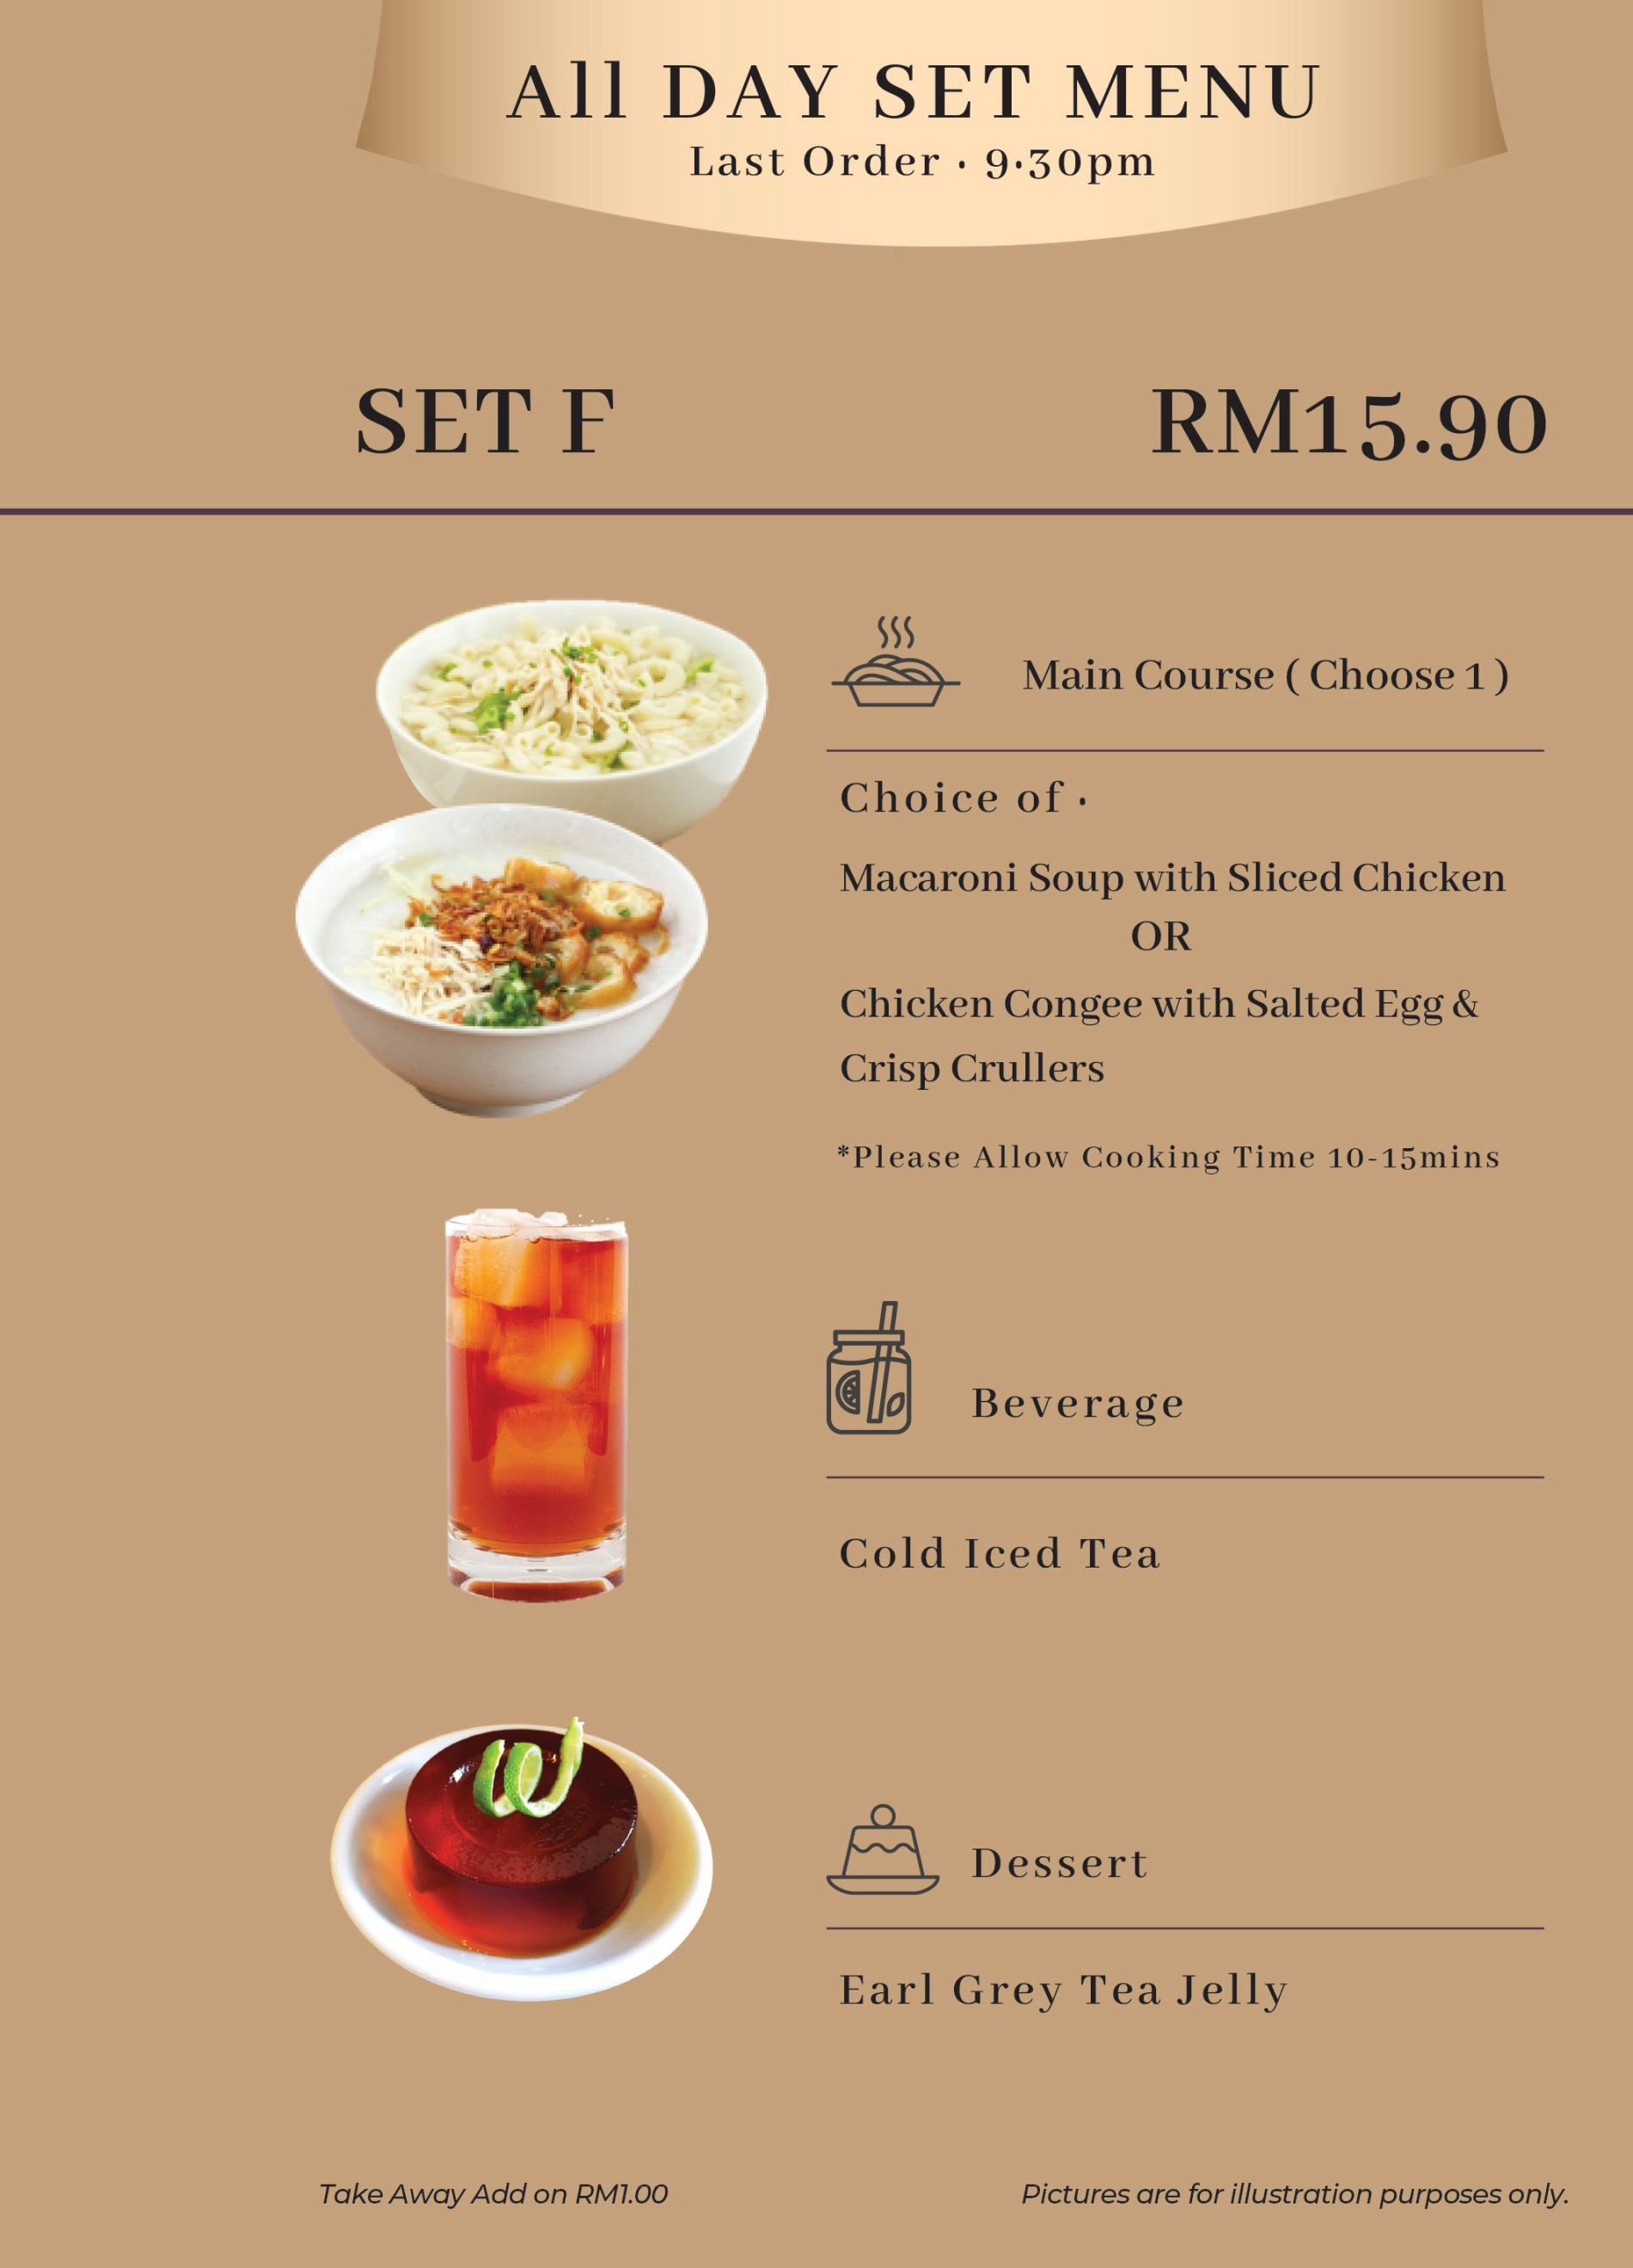 All DAY SET MENU
Last Order · 9·30pm
SET F
RM15.90
Main Course ( Choose 1 )
Choice of ·
Macaroni Soup with Sliced Chicken
OR
Chicken Congee with Salted Egg &
Crisp Crullers
*Please Allow Cooking Time 10-15mins
Beverage
Cold Iced Tea
Dessert
Earl Grey Tea Jelly
Take Away Add on RM1.00
Pictures are for illustration purposes only.